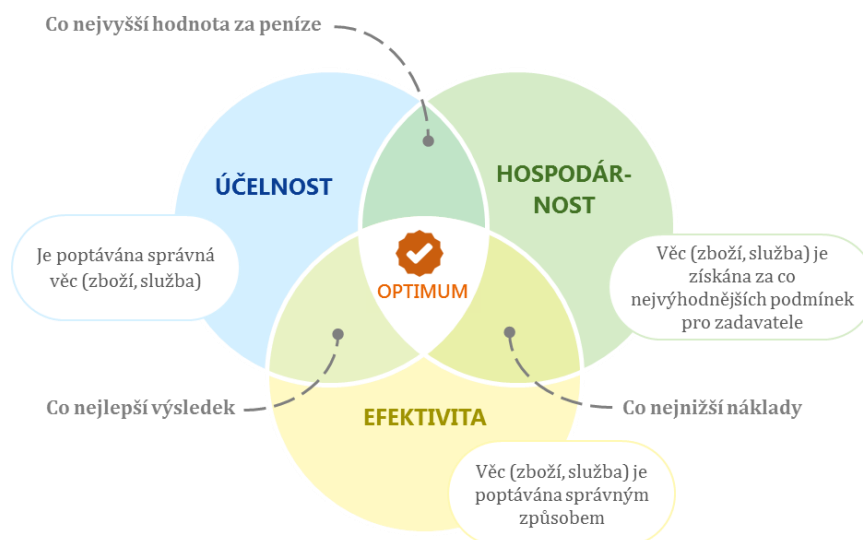 Co nejvyšší hodnota za peníze
ÚČELNOST
HOSPODÁR-
NOST
Je poptávána správná
věc (zboží, služba)
OPTIMUM
Věc (zboží, služba) je
získána za co
nejvýhodnějších podmínek
pro zadavatele
Co nejlepší výsledek
EFEKTIVITA
Co nejnižší náklady
Věc (zboží, služba) je
poptávána správným
způsobem